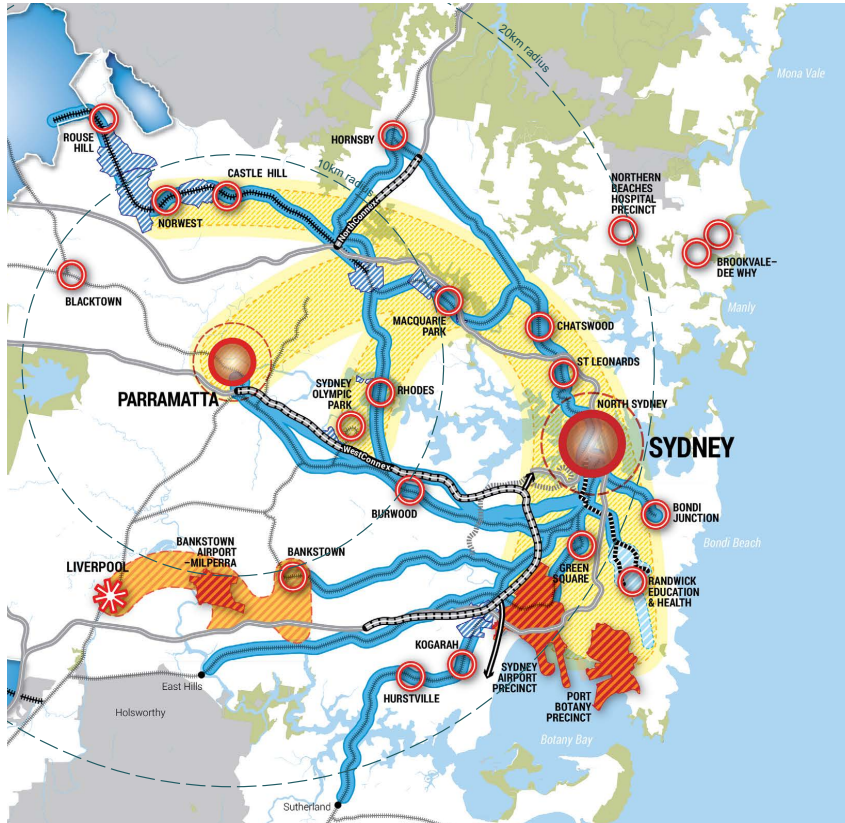 20km radius
Mona Vale
ROUSE
HILL
HORNSBY
CASTLE HILL
10km radius
NORWEST
NORTHERN
BEACHES
HOSPITAL
PRECINCT
NorthConnex
BROOKVALE–
DEE WHY
BLACKTOWN
Manly
MACQUARIE
PARK
CHATSWOOD
ST LEONARDS
PARRAMATTA
SYDNEY
OLYMPIC
PARK
RHODES
NORTH SYDNEY
SYDNEY
WestConnex
BURWOOD
BONDI
JUNCTION
Bondi Beach
BANKSTOWN
AIRPORT
–MILPERRA
BANKSTOWN
LIVERPOOL
GREEN
SQUARE
RANDWICK
EDUCATION
& HEALTH
KOGARAH
East Hills
HURSTVILLE
SYDNEY
AIRPORT
PRECINCT
PORT
BOTANY
PRECINCT
Holsworthy
Botany Bay
Sutherland